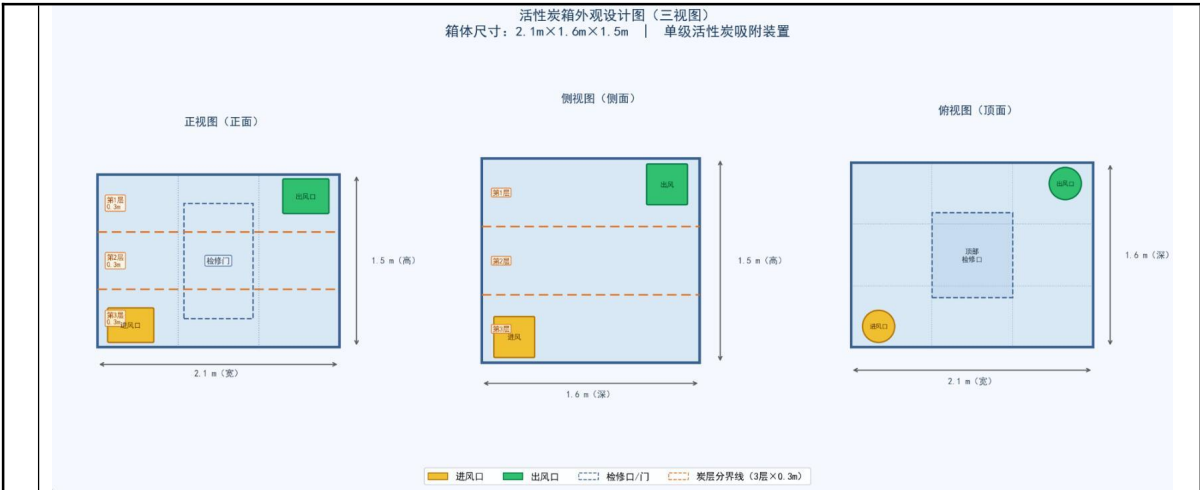 活性炭箱外观设计图（三视图）
箱体尺寸: 2.1m×1.6m×1.5m | 单级活性炭吸附装置
正视图（正面）
第1层
0.3m
出风口
第2层
0.3m
检修门
第3层
0.3m
进风口
1.5 m（高）
2.1 m（宽）
侧视图（侧面）
第1层
出风
第2层
第3层
进风
1.5 m（高）
1.6 m（深）
俯视图（顶面）
出风口
顶部
检修口
进风口
1.6 m（深）
2.1 m（宽）
进风口 出风口 检修口/门 炭层分界线（3层×0.3m）